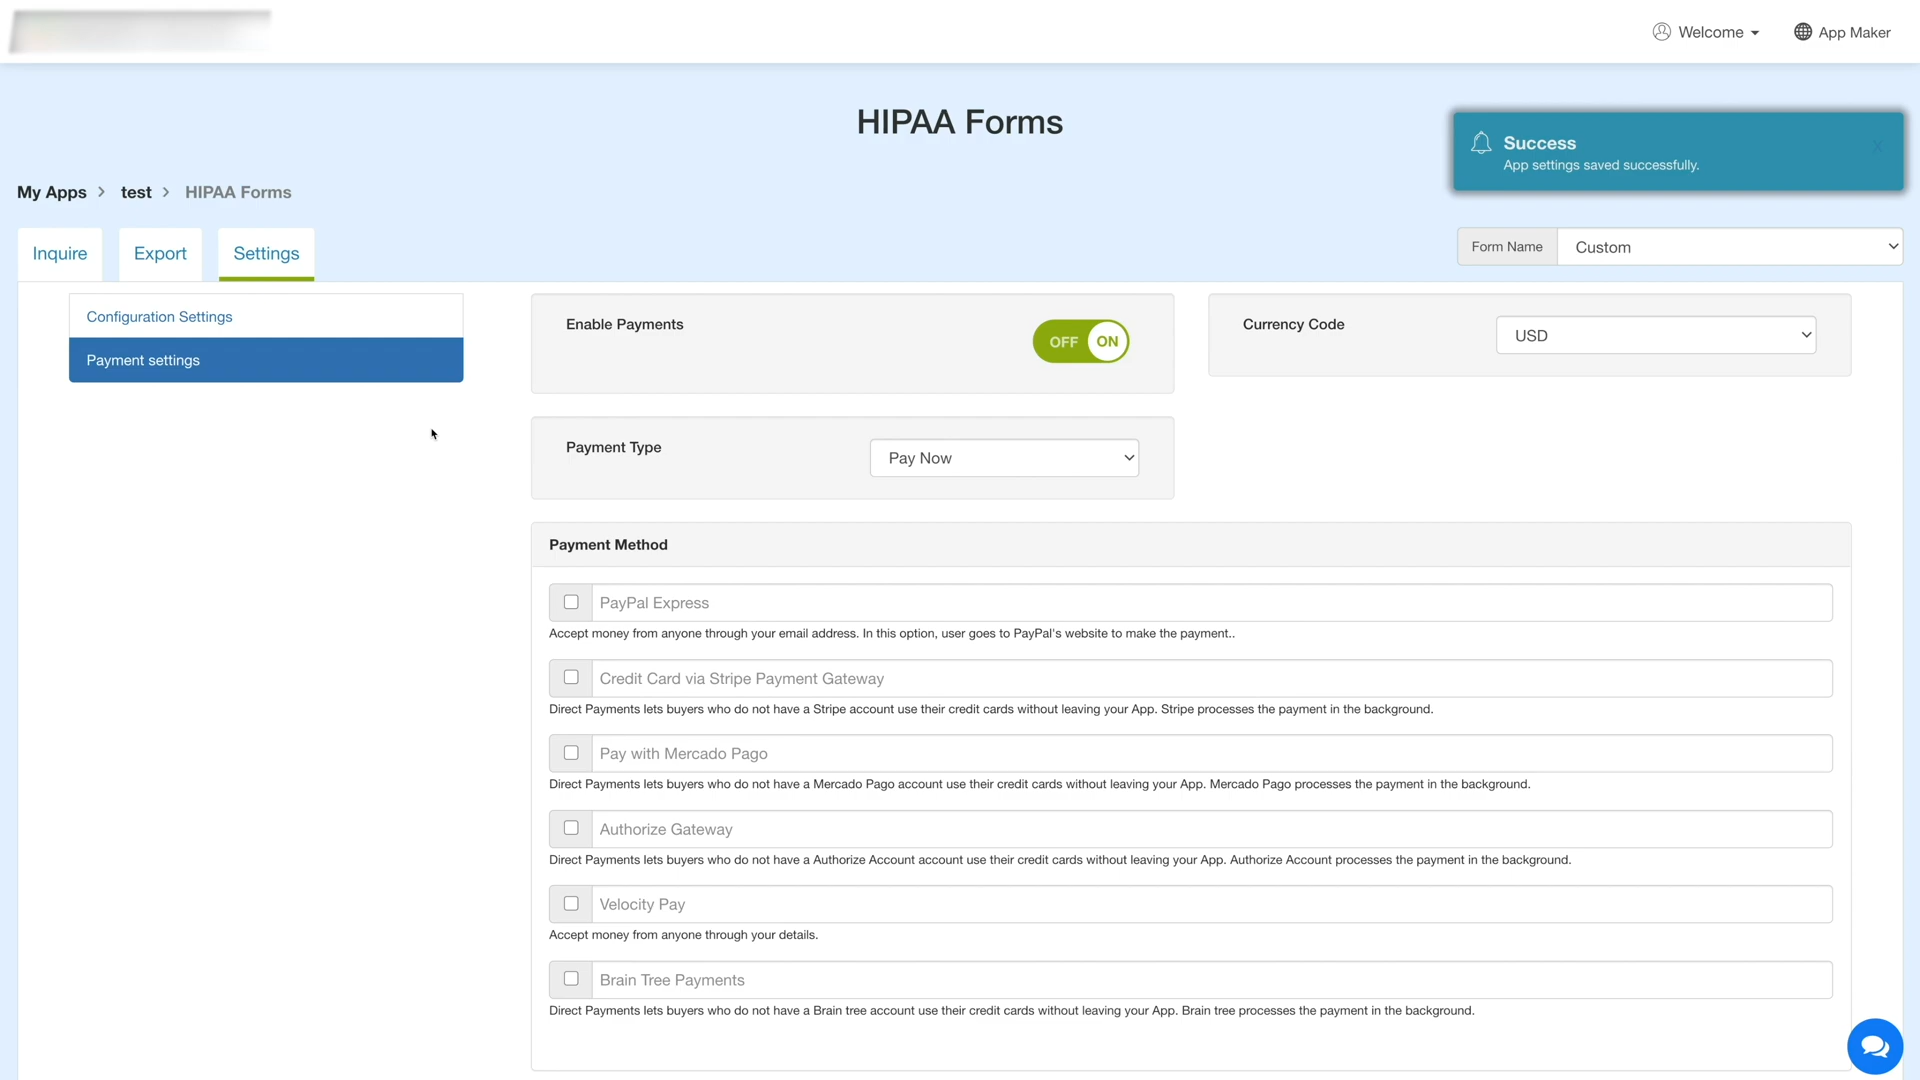 Welcome
App Maker
HIPAA Forms
Success
App settings saved successfully.
My Apps > test > HIPAA Forms
Inquire
Export
Settings
Form Name
Custom
Configuration Settings
Payment settings
Enable Payments
OFF ON
Currency Code
USD
Payment Type
Pay Now
Payment Method
PayPal Express
Accept money from anyone through your email address. In this option, user goes to PayPal's website to make the payment..
Credit Card via Stripe Payment Gateway
Direct Payments lets buyers who do not have a Stripe account use their credit cards without leaving your App. Stripe processes the payment in the background.
Pay with Mercado Pago
Direct Payments lets buyers who do not have a Mercado Pago account use their credit cards without leaving your App. Mercado Pago processes the payment in the background.
Authorize Gateway
Direct Payments lets buyers who do not have a Authorize Account account use their credit cards without leaving your App. Authorize Account processes the payment in the background.
Velocity Pay
Accept money from anyone through your details.
Brain Tree Payments
Direct Payments lets buyers who do not have a Brain tree account use their credit cards without leaving your App. Brain tree processes the payment in the background.